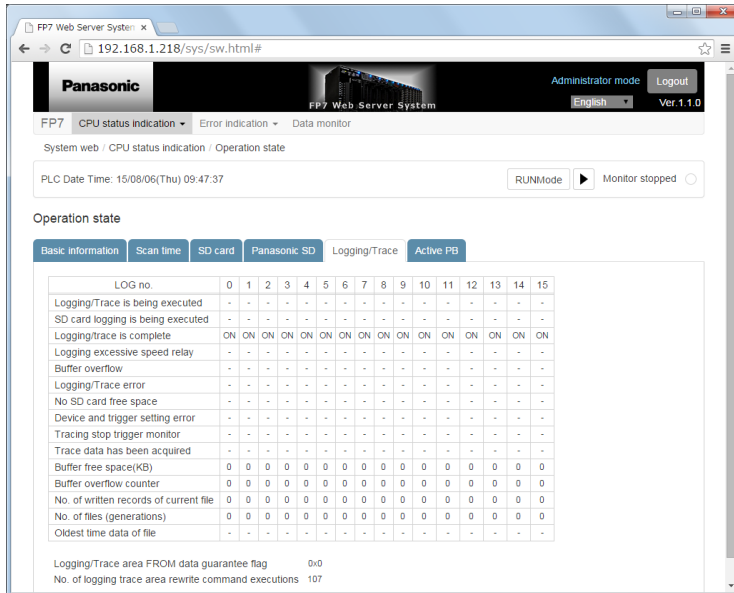 FP7 Web Server System
192.168.1.218/sys/sw.html#
Panasonic
FP7 Web Server System
Administrator mode Logout
English Ver.1.1.0
FP7 CPU status indication Error indication Data monitor
System web / CPU status indication / Operation state
PLC Date Time: 15/08/06(Thu) 09:47:37 RUNMode Monitor stopped
Operation state
Basic information Scan time SD card Panasonic SD Logging/Trace Active PB
LOG no. 0 1 2 3 4 5 6 7 8 9 10 11 12 13 14 15
Logging/Trace is being executed - - - - - - - - - - - - - - - -
SD card logging is being executed - - - - - - - - - - - - - - - -
Logging/trace is complete ON ON ON ON ON ON ON ON ON ON ON ON ON ON ON ON
Logging excessive speed relay - - - - - - - - - - - - - - - -
Buffer overflow - - - - - - - - - - - - - - - -
Logging/Trace error - - - - - - - - - - - - - - - -
No SD card free space - - - - - - - - - - - - - - - -
Device and trigger setting error - - - - - - - - - - - - - - - -
Tracing stop trigger monitor - - - - - - - - - - - - - - - -
Trace data has been acquired - - - - - - - - - - - - - - - -
Buffer free space(KB) 0 0 0 0 0 0 0 0 0 0 0 0 0 0 0 0
Buffer overflow counter 0 0 0 0 0 0 0 0 0 0 0 0 0 0 0 0
No. of written records of current file 0 0 0 0 0 0 0 0 0 0 0 0 0 0 0 0
No. of files (generations) 0 0 0 0 0 0 0 0 0 0 0 0 0 0 0 0
Oldest time data of file - - - - - - - - - - - - - - - -
Logging/Trace area FROM data guarantee flag 0x0
No. of logging trace area rewrite command executions 107